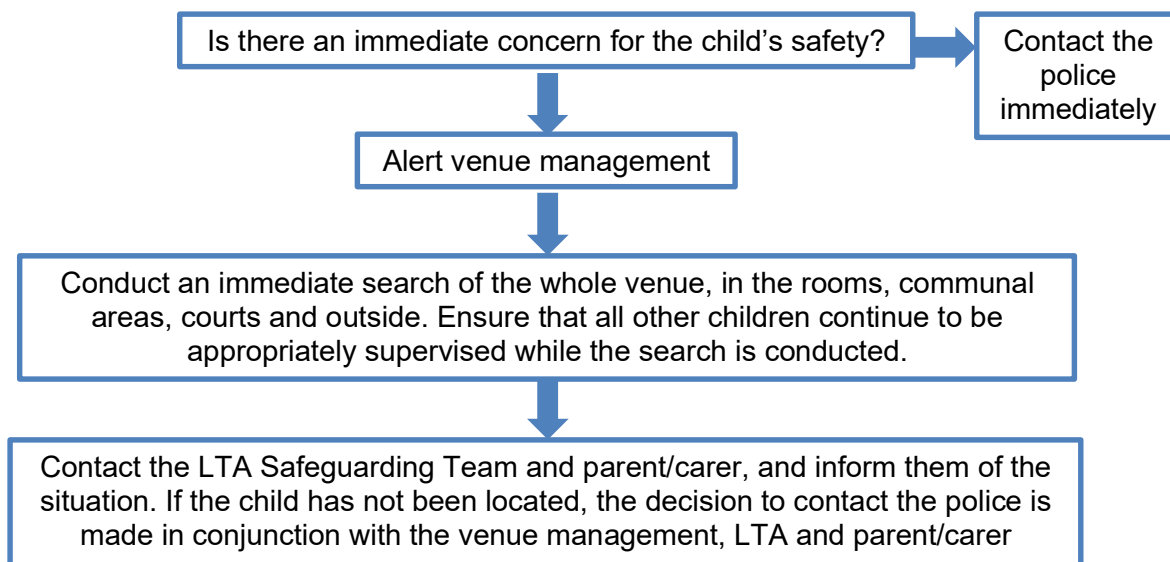 Is there an immediate concern for the child’s safety?
Contact the
police
immediately
Alert venue management
Conduct an immediate search of the whole venue, in the rooms, communal
areas, courts and outside. Ensure that all other children continue to be
appropriately supervised while the search is conducted.
Contact the LTA Safeguarding Team and parent/carer, and inform them of the
situation. If the child has not been located, the decision to contact the police is
made in conjunction with the venue management, LTA and parent/carer